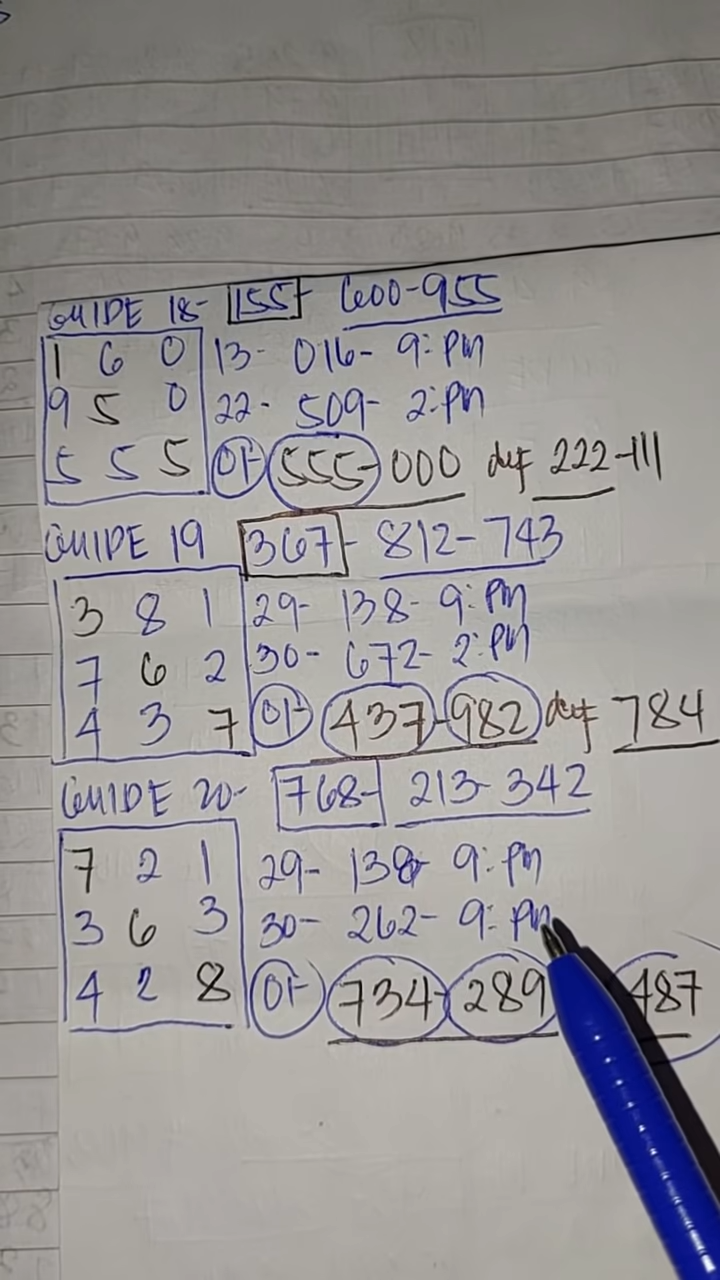 GUIDE 18- 155- 600-955
1 6 0 13- 016- 9:PM
9 5 0 22- 509- 2:PM
5 5 5 OF 555-000 def 222-111
GUIDE 19 367- 812-743
3 8 1 29- 138- 9:PM
7 6 2 30- 672- 2:PM
4 3 7 OF 437-982 def 784
GUIDE 20- 768- 213-342
7 2 1 29- 138- 9:PM
3 6 3 30- 262- 9:PM
4 2 8 OF 734-289 487